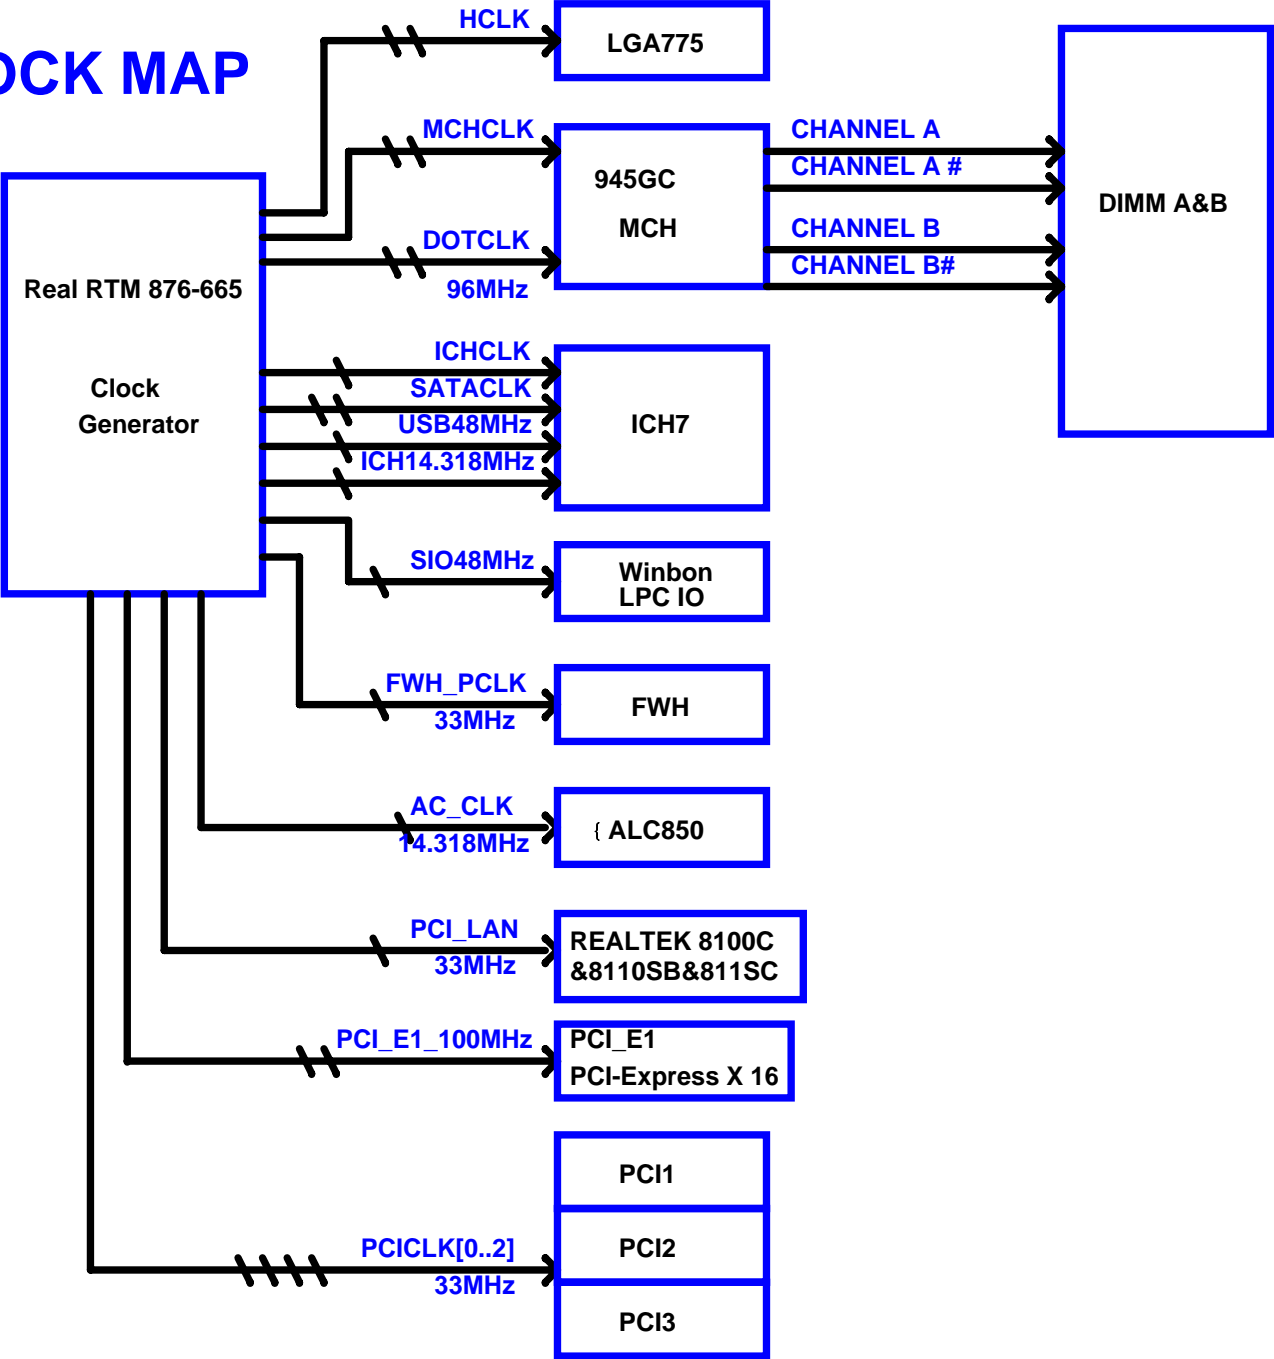 OCK MAP
HCLK
LGA775
MCHCLK
945GC
MCH
DOTCLK
96MHz
CHANNEL A
CHANNEL A #
CHANNEL B
CHANNEL B#
DIMM A&B
Real RTM 876-665
Clock
Generator
ICHCLK
SATACLK
USB48MHz
ICH14.318MHz
ICH7
SIO48MHz
Winbon
LPC IO
FWH_PCLK
33MHz
FWH
AC_CLK
14.318MHz
{ ALC850
PCI_LAN
33MHz
REALTEK 8100C
&8110SB&811SC
PCI_E1_100MHz
PCI_E1
PCI-Express X 16
PCI1
PCICLK[0..2]
33MHz
PCI2
PCI3